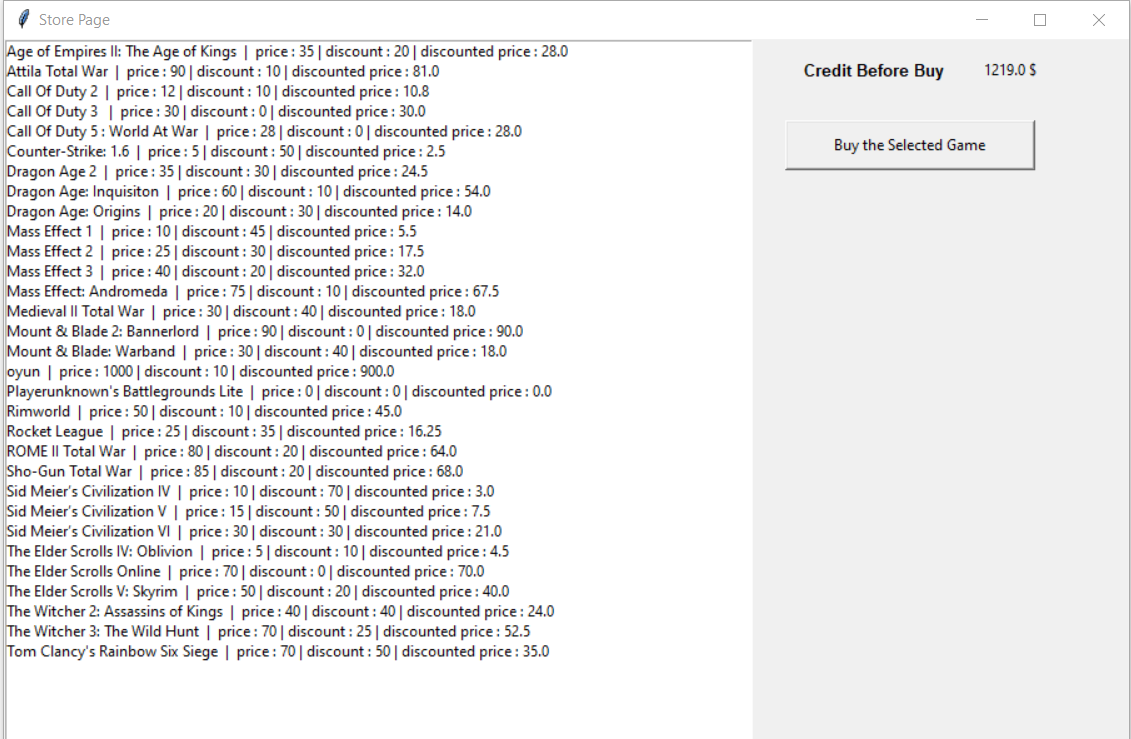 Store Page
Age of Empires II: The Age of Kings | price : 35 | discount : 20 | discounted price : 28.0
Attila Total War | price : 90 | discount : 10 | discounted price : 81.0
Call Of Duty 2 | price : 12 | discount : 10 | discounted price : 10.8
Call Of Duty 3 | price : 30 | discount : 0 | discounted price : 30.0
Call Of Duty 5 : World At War | price : 28 | discount : 0 | discounted price : 28.0
Counter-Strike: 1.6 | price : 5 | discount : 50 | discounted price : 2.5
Dragon Age 2 | price : 35 | discount : 30 | discounted price : 24.5
Dragon Age: Inquisiton | price : 60 | discount : 10 | discounted price : 54.0
Dragon Age: Origins | price : 20 | discount : 30 | discounted price : 14.0
Mass Effect 1 | price : 10 | discount : 45 | discounted price : 5.5
Mass Effect 2 | price : 25 | discount : 30 | discounted price : 17.5
Mass Effect 3 | price : 40 | discount : 20 | discounted price : 32.0
Mass Effect: Andromeda | price : 75 | discount : 10 | discounted price : 67.5
Medieval II Total War | price : 30 | discount : 40 | discounted price : 18.0
Mount & Blade 2: Bannerlord | price : 90 | discount : 0 | discounted price : 90.0
Mount & Blade: Warband | price : 30 | discount : 40 | discounted price : 18.0
oyun | price : 1000 | discount : 10 | discounted price : 900.0
Playerunknown's Battlegrounds Lite | price : 0 | discount : 0 | discounted price : 0.0
Rimworld | price : 50 | discount : 10 | discounted price : 45.0
Rocket League | price : 25 | discount : 35 | discounted price : 16.25
ROME II Total War | price : 80 | discount : 20 | discounted price : 64.0
Sho-Gun Total War | price : 85 | discount : 20 | discounted price : 68.0
Sid Meier's Civilization IV | price : 10 | discount : 70 | discounted price : 3.0
Sid Meier's Civilization V | price : 15 | discount : 50 | discounted price : 7.5
Sid Meier's Civilization VI | price : 30 | discount : 30 | discounted price : 21.0
The Elder Scrolls IV: Oblivion | price : 5 | discount : 10 | discounted price : 4.5
The Elder Scrolls Online | price : 70 | discount : 0 | discounted price : 70.0
The Elder Scrolls V: Skyrim | price : 50 | discount : 20 | discounted price : 40.0
The Witcher 2: Assassins of Kings | price : 40 | discount : 40 | discounted price : 24.0
The Witcher 3: The Wild Hunt | price : 70 | discount : 25 | discounted price : 52.5
Tom Clancy's Rainbow Six Siege | price : 70 | discount : 50 | discounted price : 35.0
Credit Before Buy 1219.0 $
Buy the Selected Game